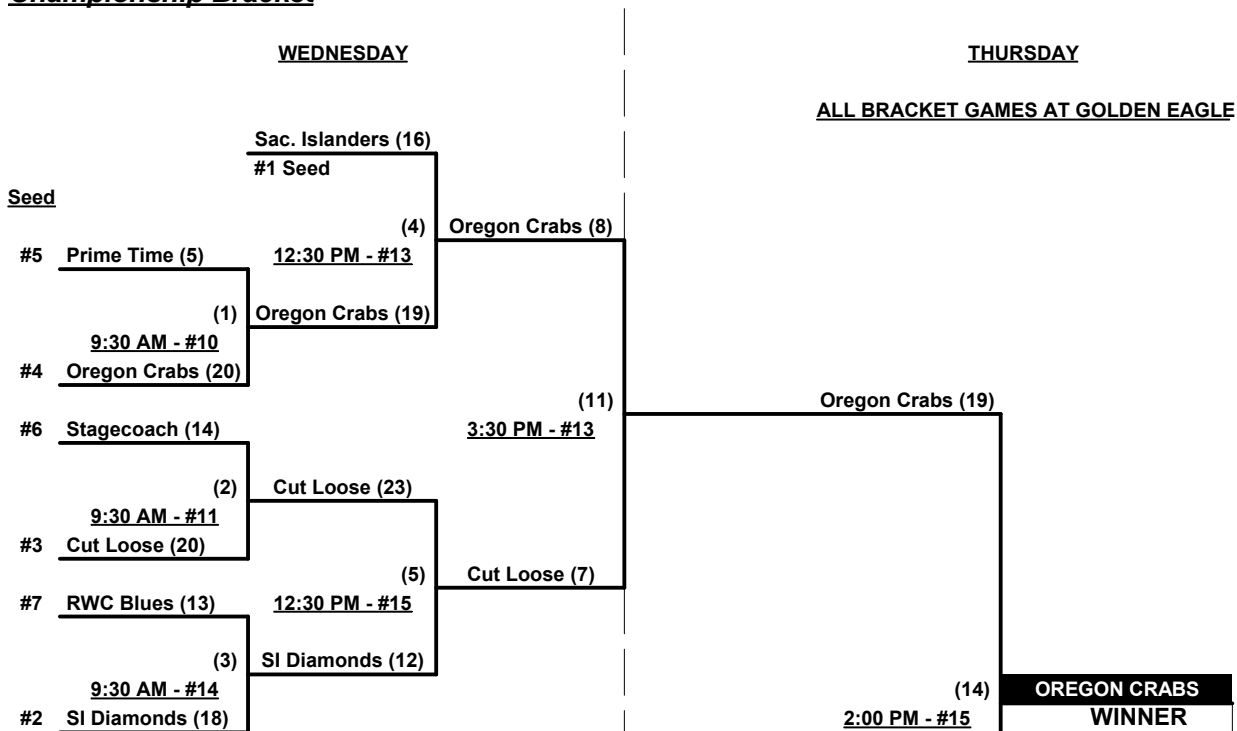 Championship Bracket
WEDNESDAY
THURSDAY
ALL BRACKET GAMES AT GOLDEN EAGLE
Sac. Islanders (16)
#1 Seed
Seed
(4)
Oregon Crabs (8)
#5 Prime Time (5)
12:30 PM - #13
(1)
Oregon Crabs (19)
9:30 AM - #10
#4 Oregon Crabs (20)
(11)
Oregon Crabs (19)
#6 Stagecoach (14)
3:30 PM - #13
(2)
Cut Loose (23)
9:30 AM - #11
#3 Cut Loose (20)
(5)
Cut Loose (7)
#7 RWC Blues (13)
12:30 PM - #15
(3)
SI Diamonds (12)
9:30 AM - #14
(14)
OREGON CRABS
#2 SI Diamonds (18)
2:00 PM - #15
WINNER